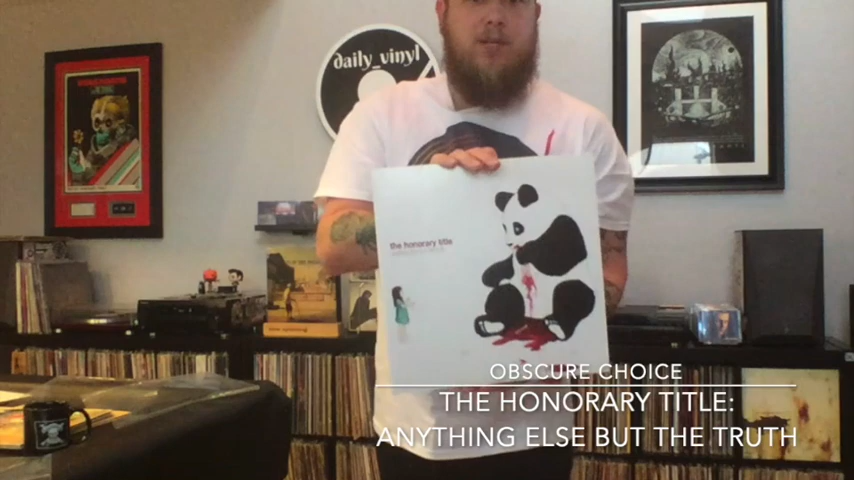 daily_vinyl
the honorary title
OBSCURE CHOICE
THE HONORARY TITLE:
ANYTHING ELSE BUT THE TRUTH